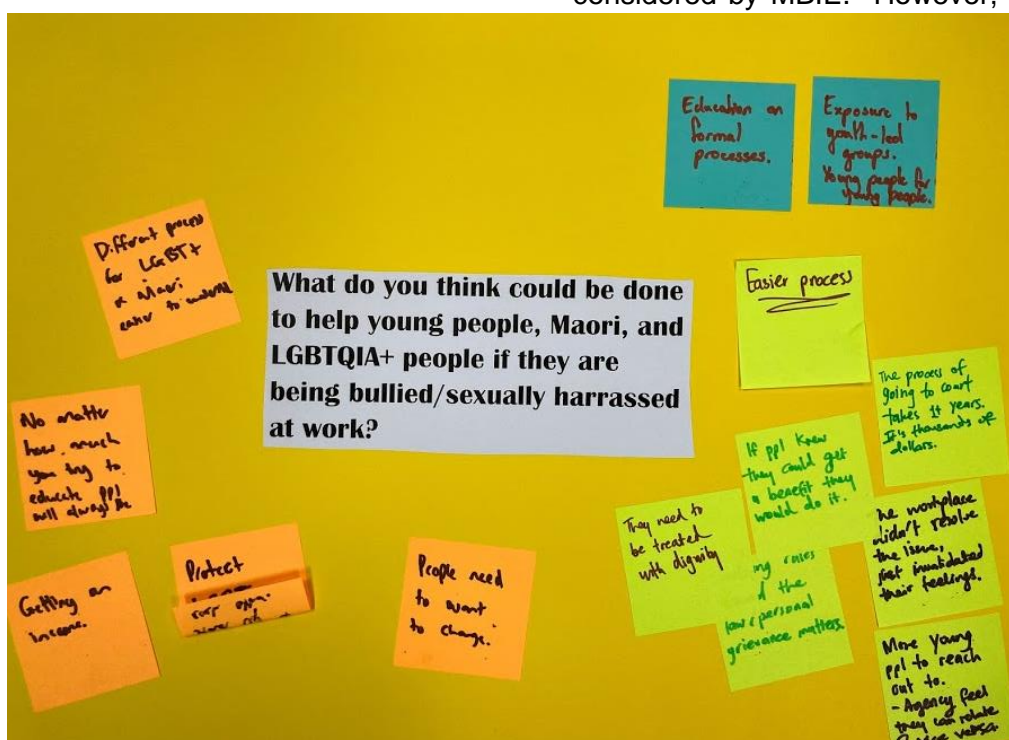 considered by MBIE. However,
Education on
formal
processes.
Exposure to
youth-led
groups.
Young people for
young people.
Different process
for LGBT+
& Maori
easier to
What do you think could be done
to help young people, Maori, and
LGBTQIA+ people if they are
being bullied/sexually harrassed
at work?
Easier process
The process of
going to court
takes 1+ years.
It's thousands of
dollars.
No matter
how much
you try to
educate ppl
will always be
If ppl knew
they could get
a benefit they
would do it.
They need to
be treated
with dignity
the workplace
didn't resolve
the issue,
just invalidated
their feelings.
Getting an
income.
Protect
People need
to want
to change.
rules
the
law & personal
grievance matters.
More young
ppl to reach
out to.
- Agency feel
they can relate
versa